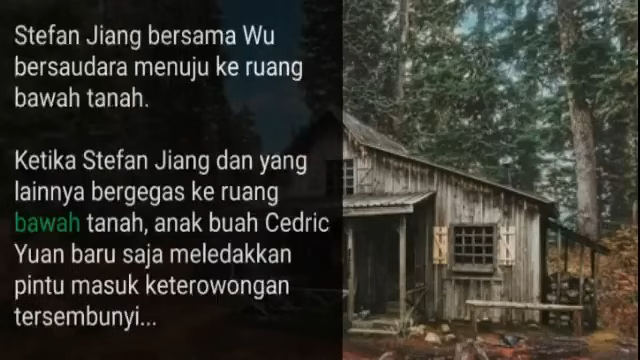 Stefan Jiang bersama Wu
bersaudara menuju ke ruang
bawah tanah.
Ketika Stefan Jiang dan yang
lainnya bergegas ke ruang
bawah tanah, anak buah Cedric
Yuan baru saja meledakkan
pintu masuk keterowongan
tersembunyi...